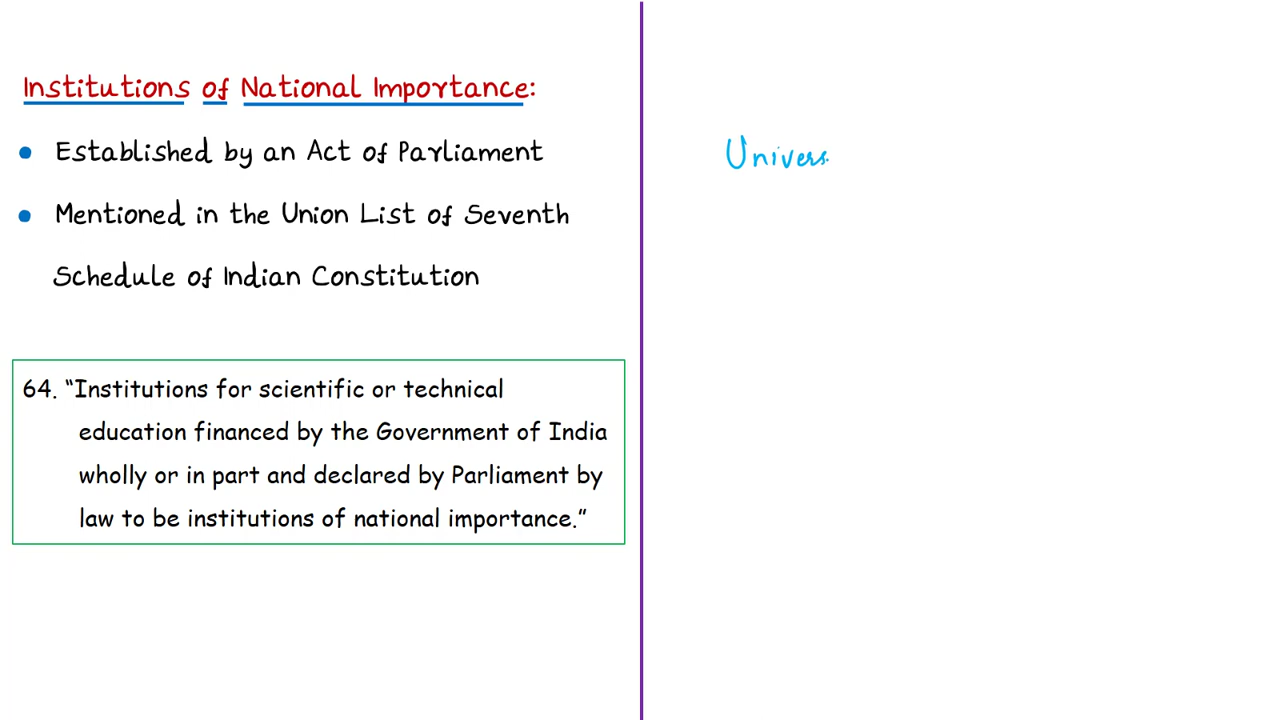 Institutions of National Importance:
• Established by an Act of Parliament
• Mentioned in the Union List of Seventh
Schedule of Indian Constitution
64. “Institutions for scientific or technical
education financed by the Government of India
wholly or in part and declared by Parliament by
law to be institutions of national importance.”
Univers